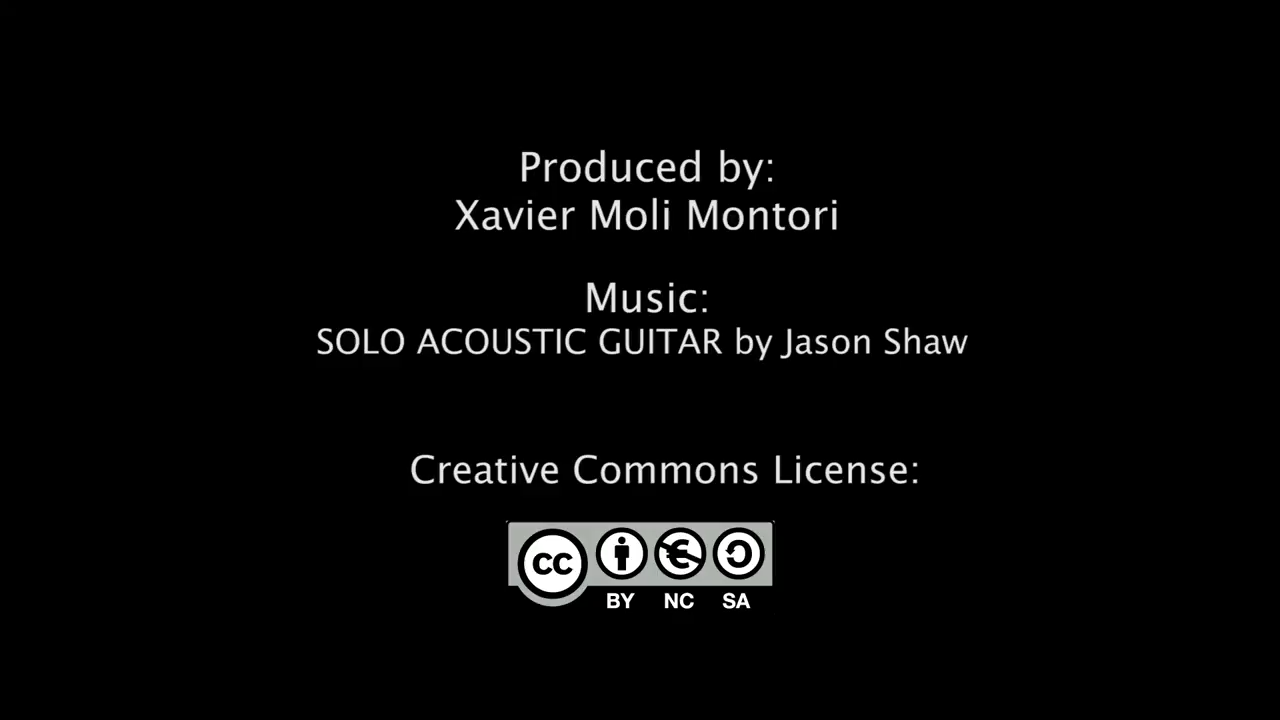 Produced by:
Xavier Moli Montori
Music:
SOLO ACOUSTIC GUITAR by Jason Shaw
Creative Commons License:
cc
BY NC SA